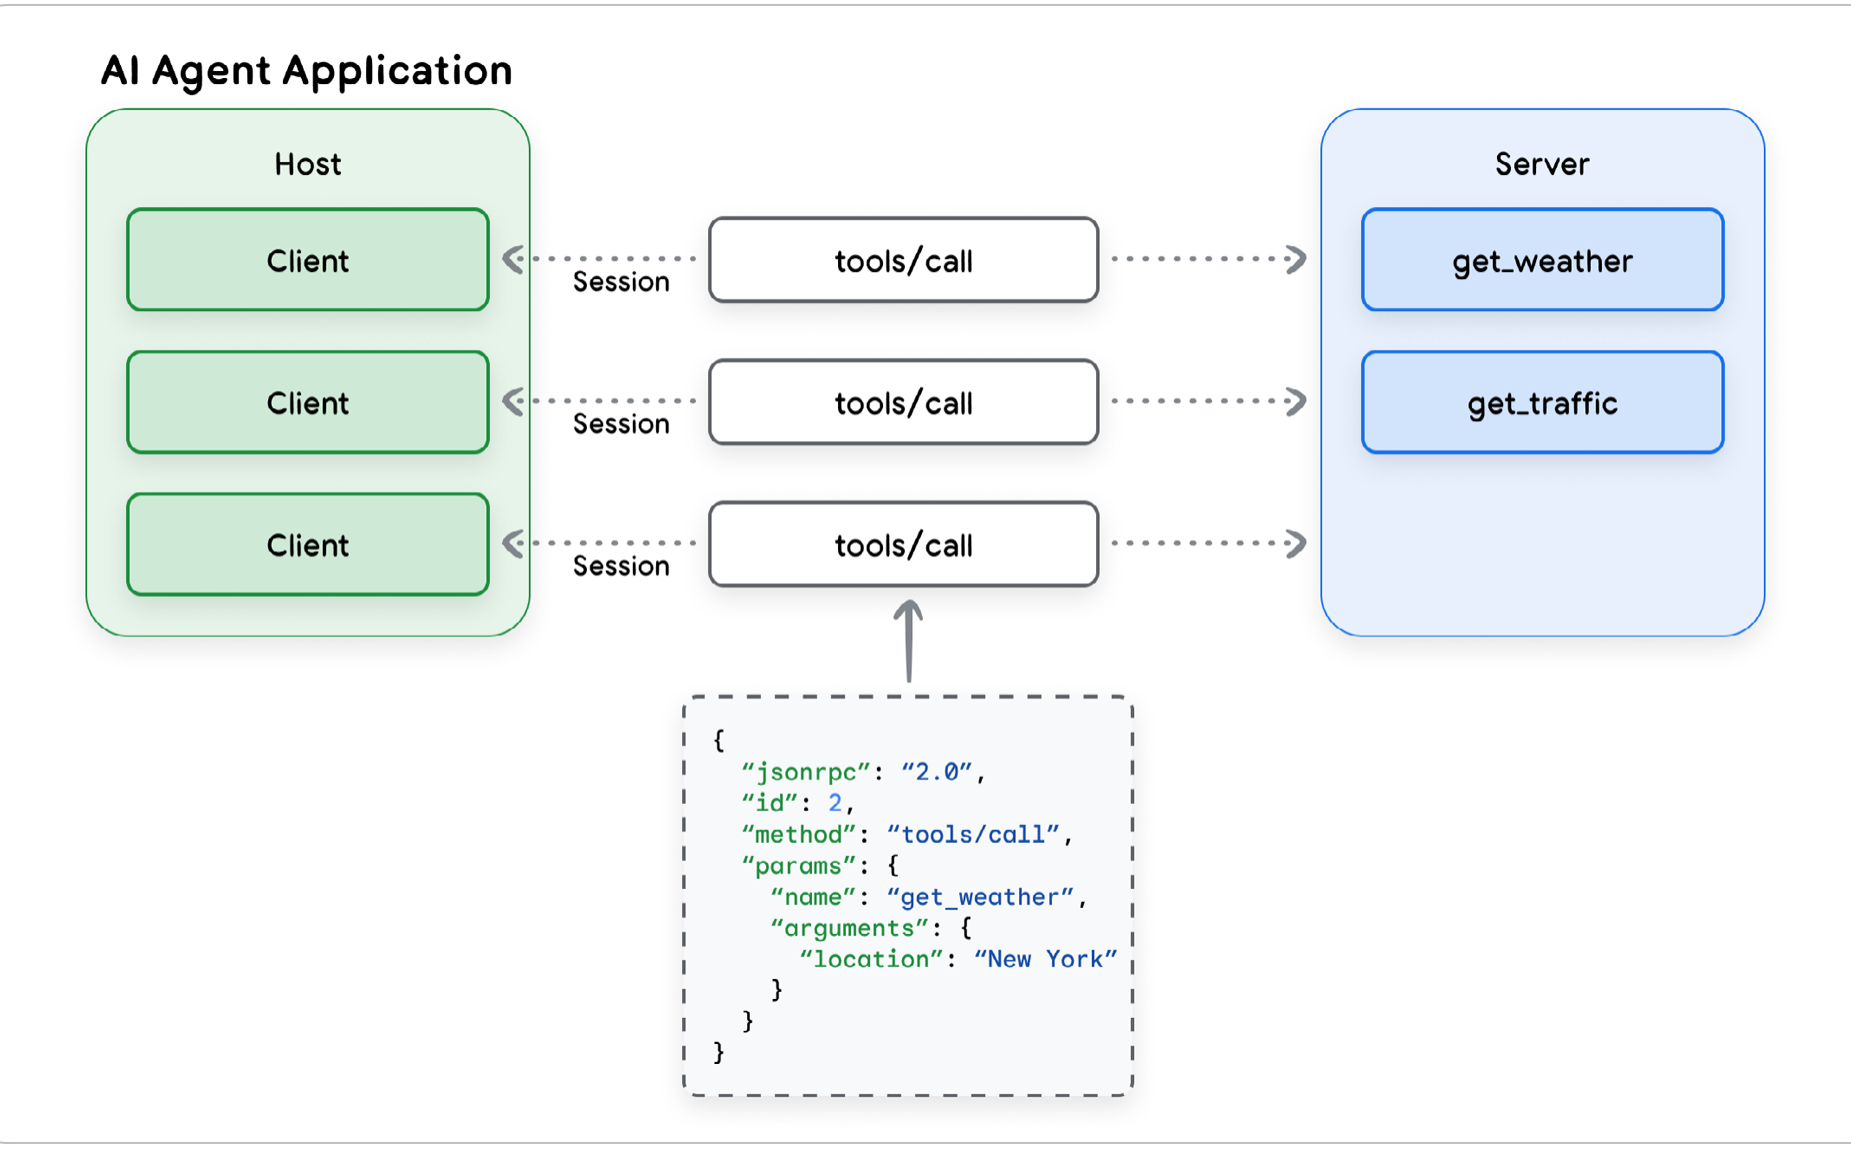 AI Agent Application
Host
Server
Client
Session
tools/call
get_weather
Client
Session
tools/call
get_traffic
Client
Session
tools/call
{
“jsonrpc”: “2.0”,
“id”: 2,
“method”: “tools/call”,
“params”: {
“name”: “get_weather”,
“arguments”: {
“location”: “New York”
}
}
}